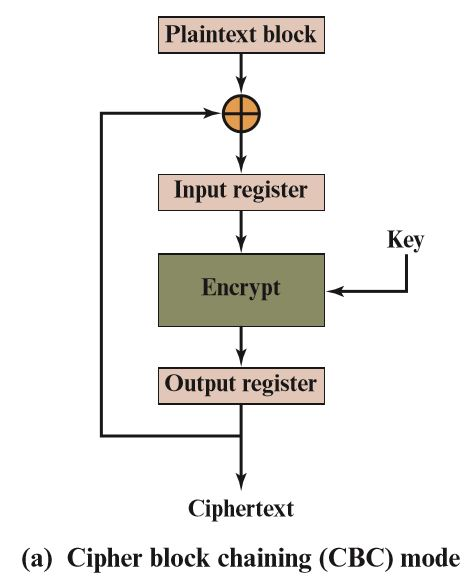 Plaintext block
Input register
Key
Encrypt
Output register
Ciphertext
(a) Cipher block chaining (CBC) mode